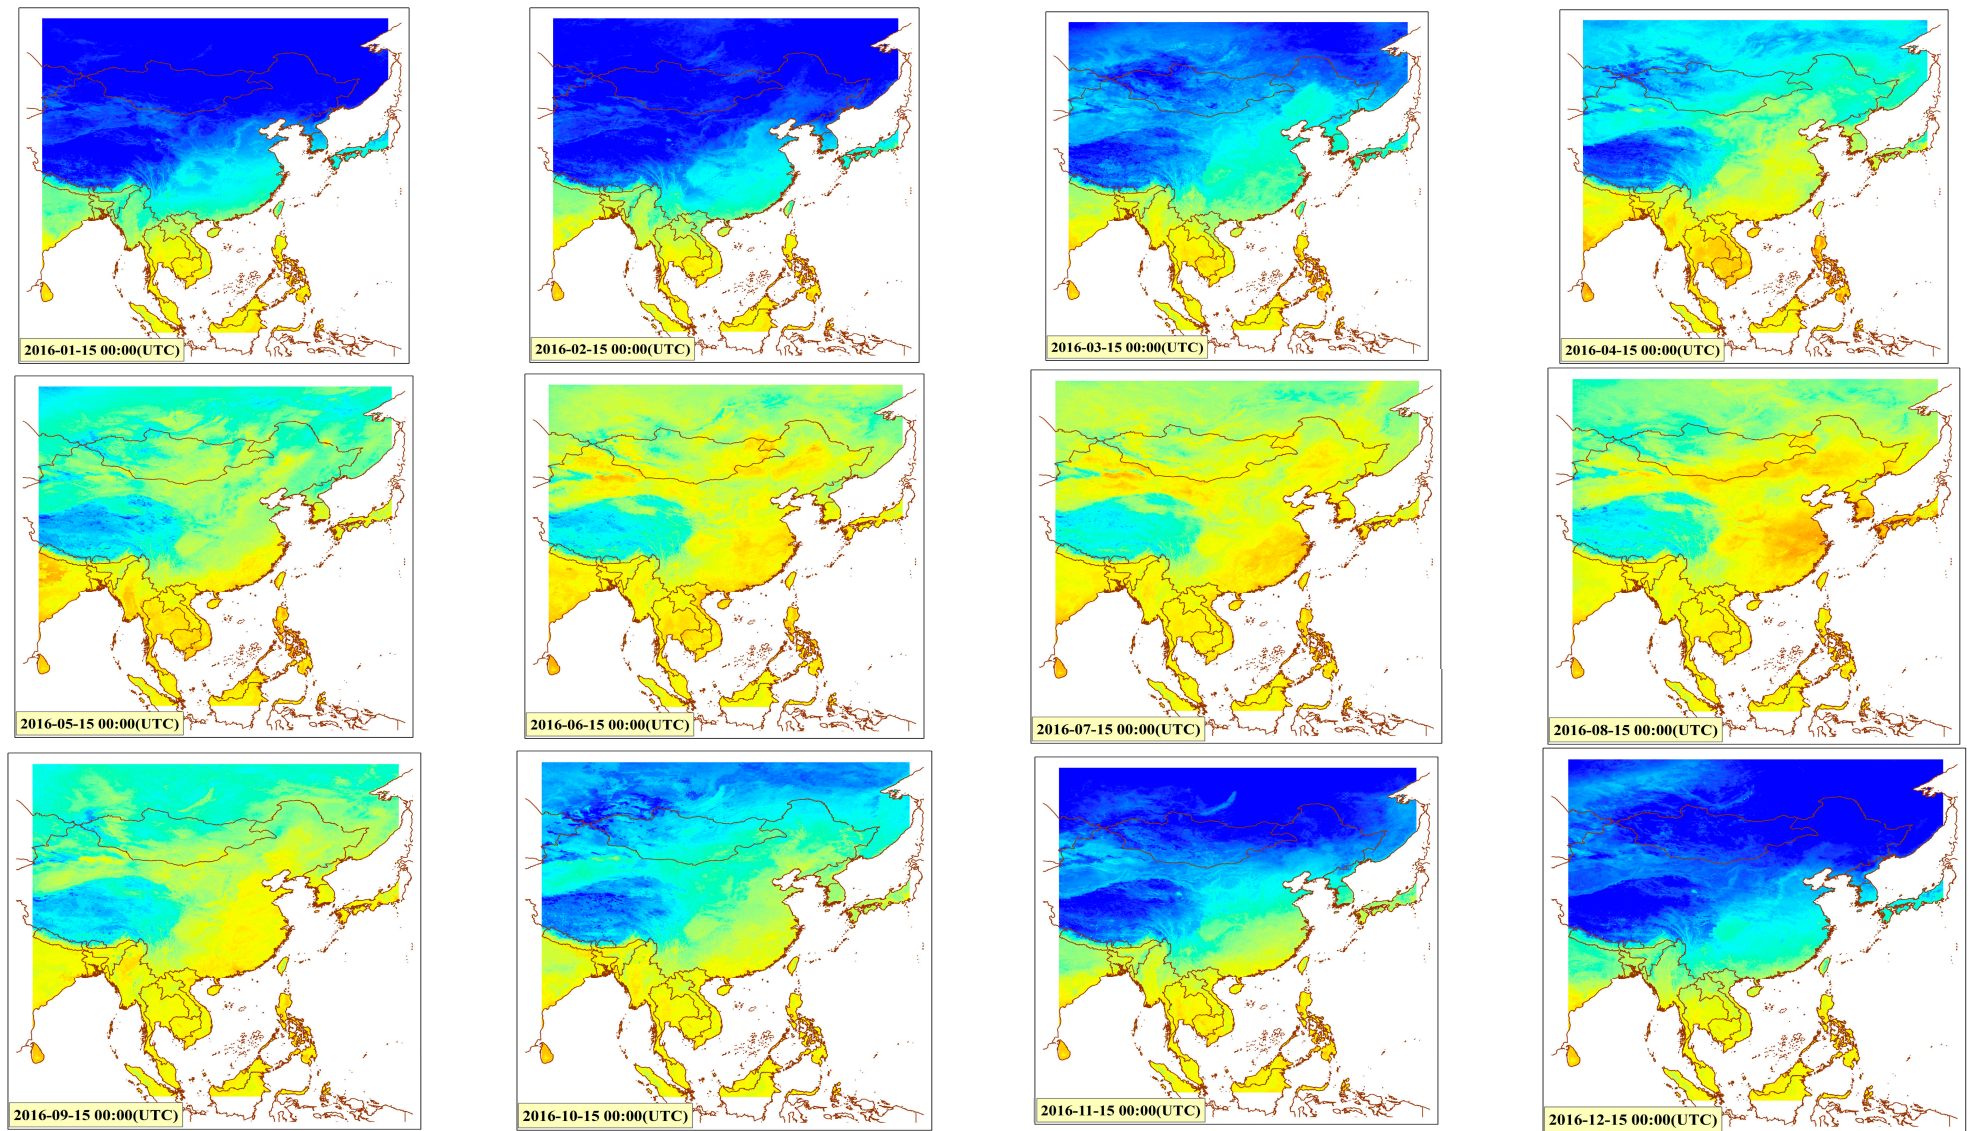 2016-01-15 00:00(UTC)
2016-02-15 00:00(UTC)
2016-03-15 00:00(UTC)
2016-04-15 00:00(UTC)
2016-05-15 00:00(UTC)
2016-06-15 00:00(UTC)
2016-07-15 00:00(UTC)
2016-08-15 00:00(UTC)
2016-09-15 00:00(UTC)
2016-10-15 00:00(UTC)
2016-11-15 00:00(UTC)
2016-12-15 00:00(UTC)